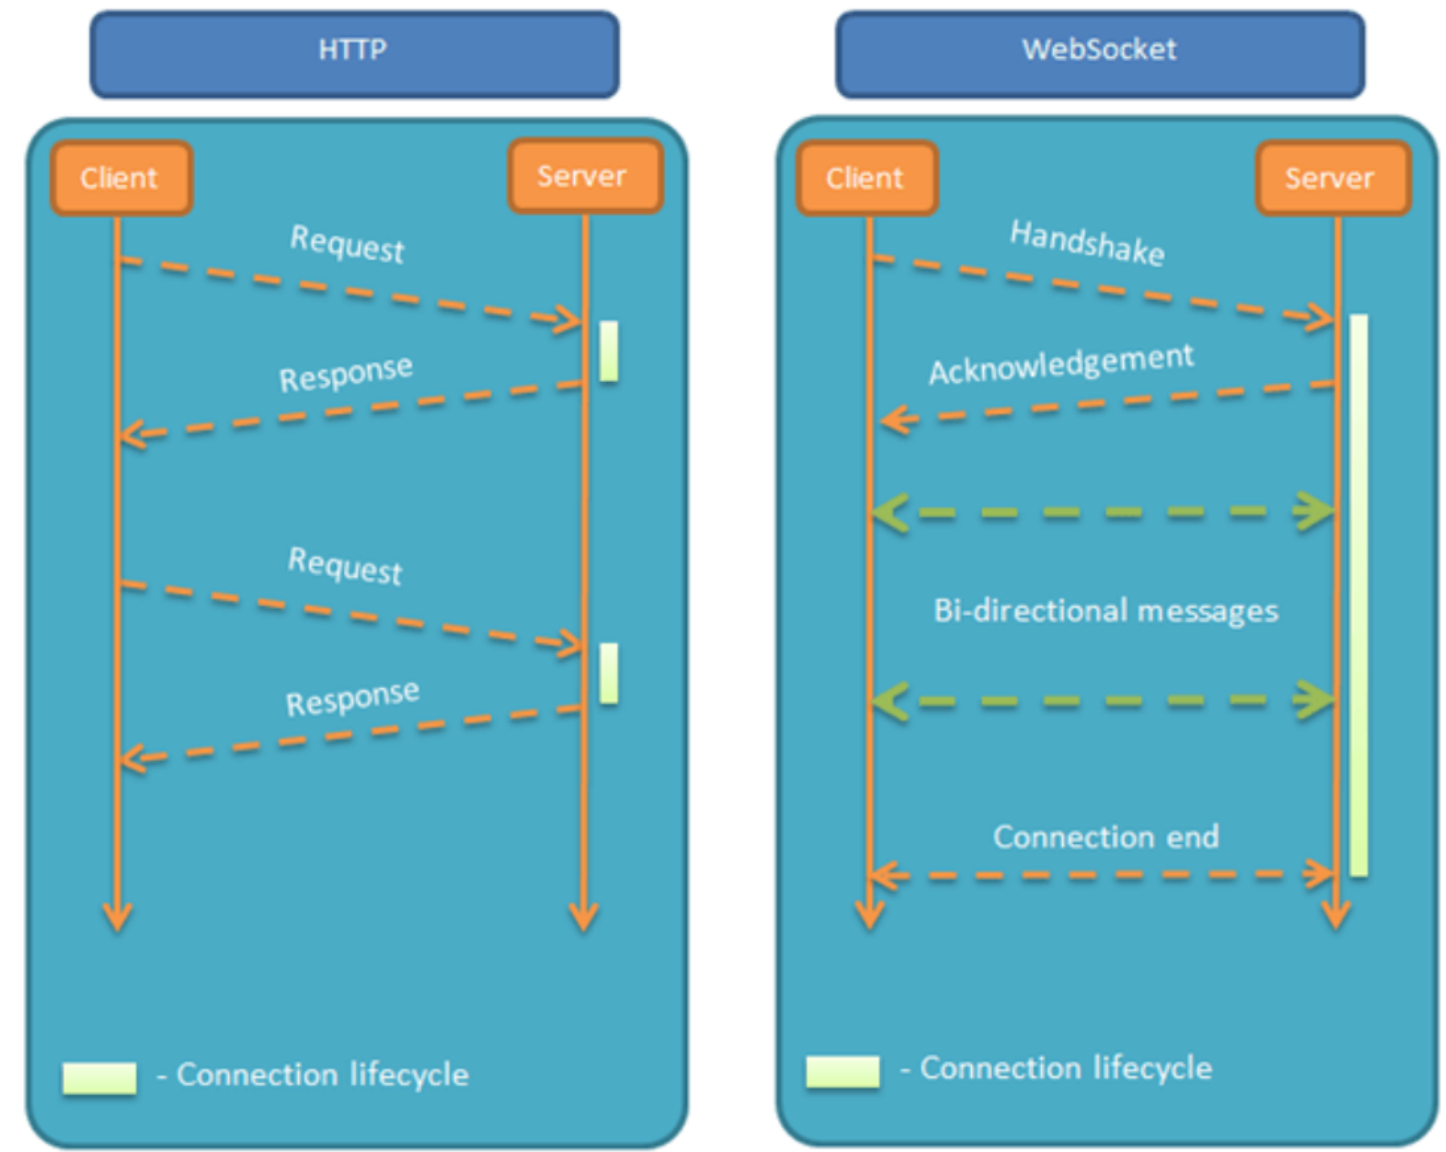 HTTP
Client
Server
Request
Response
Request
Response
- Connection lifecycle
WebSocket
Client
Server
Handshake
Acknowledgement
Bi-directional messages
Connection end
- Connection lifecycle